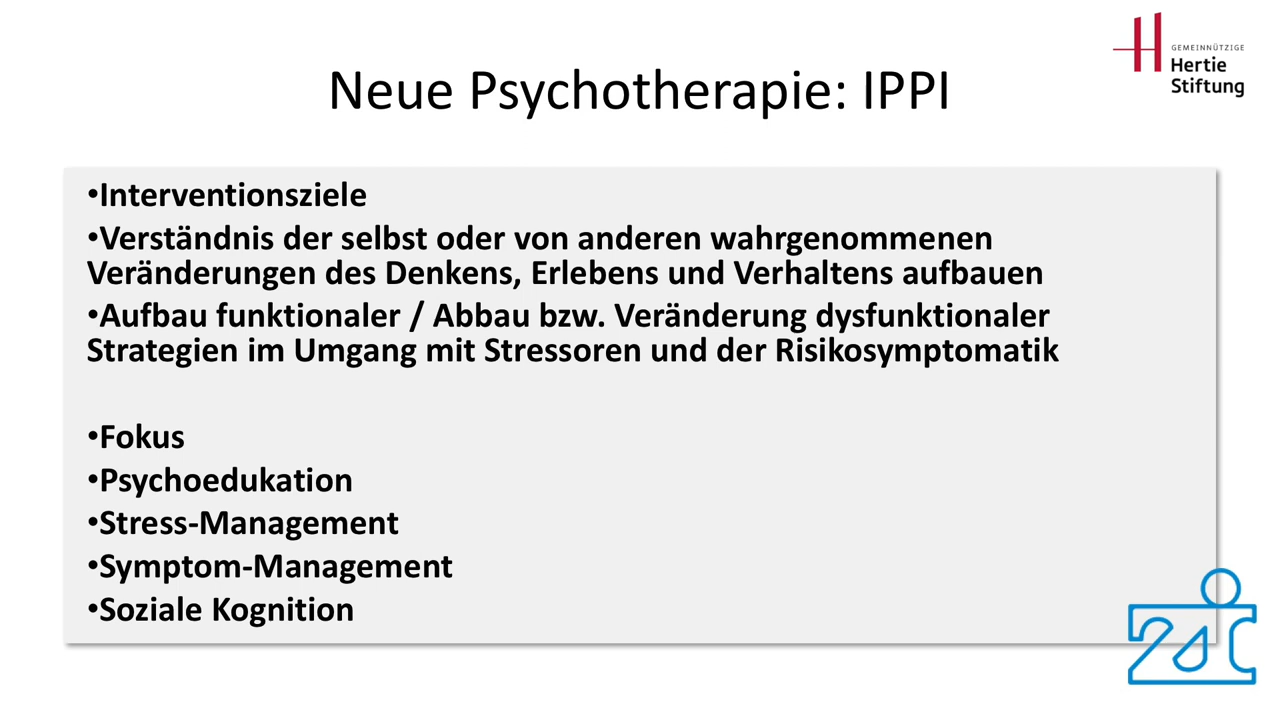 GEMEINNÜTZIGE
Hertie
Stiftung
Neue Psychotherapie: IPPI
•Interventionsziele
•Verständnis der selbst oder von anderen wahrgenommenen
Veränderungen des Denkens, Erlebens und Verhaltens aufbauen
•Aufbau funktionaler / Abbau bzw. Veränderung dysfunktionaler
Strategien im Umgang mit Stressoren und der Risikosymptomatik
•Fokus
•Psychoedukation
•Stress-Management
•Symptom-Management
•Soziale Kognition